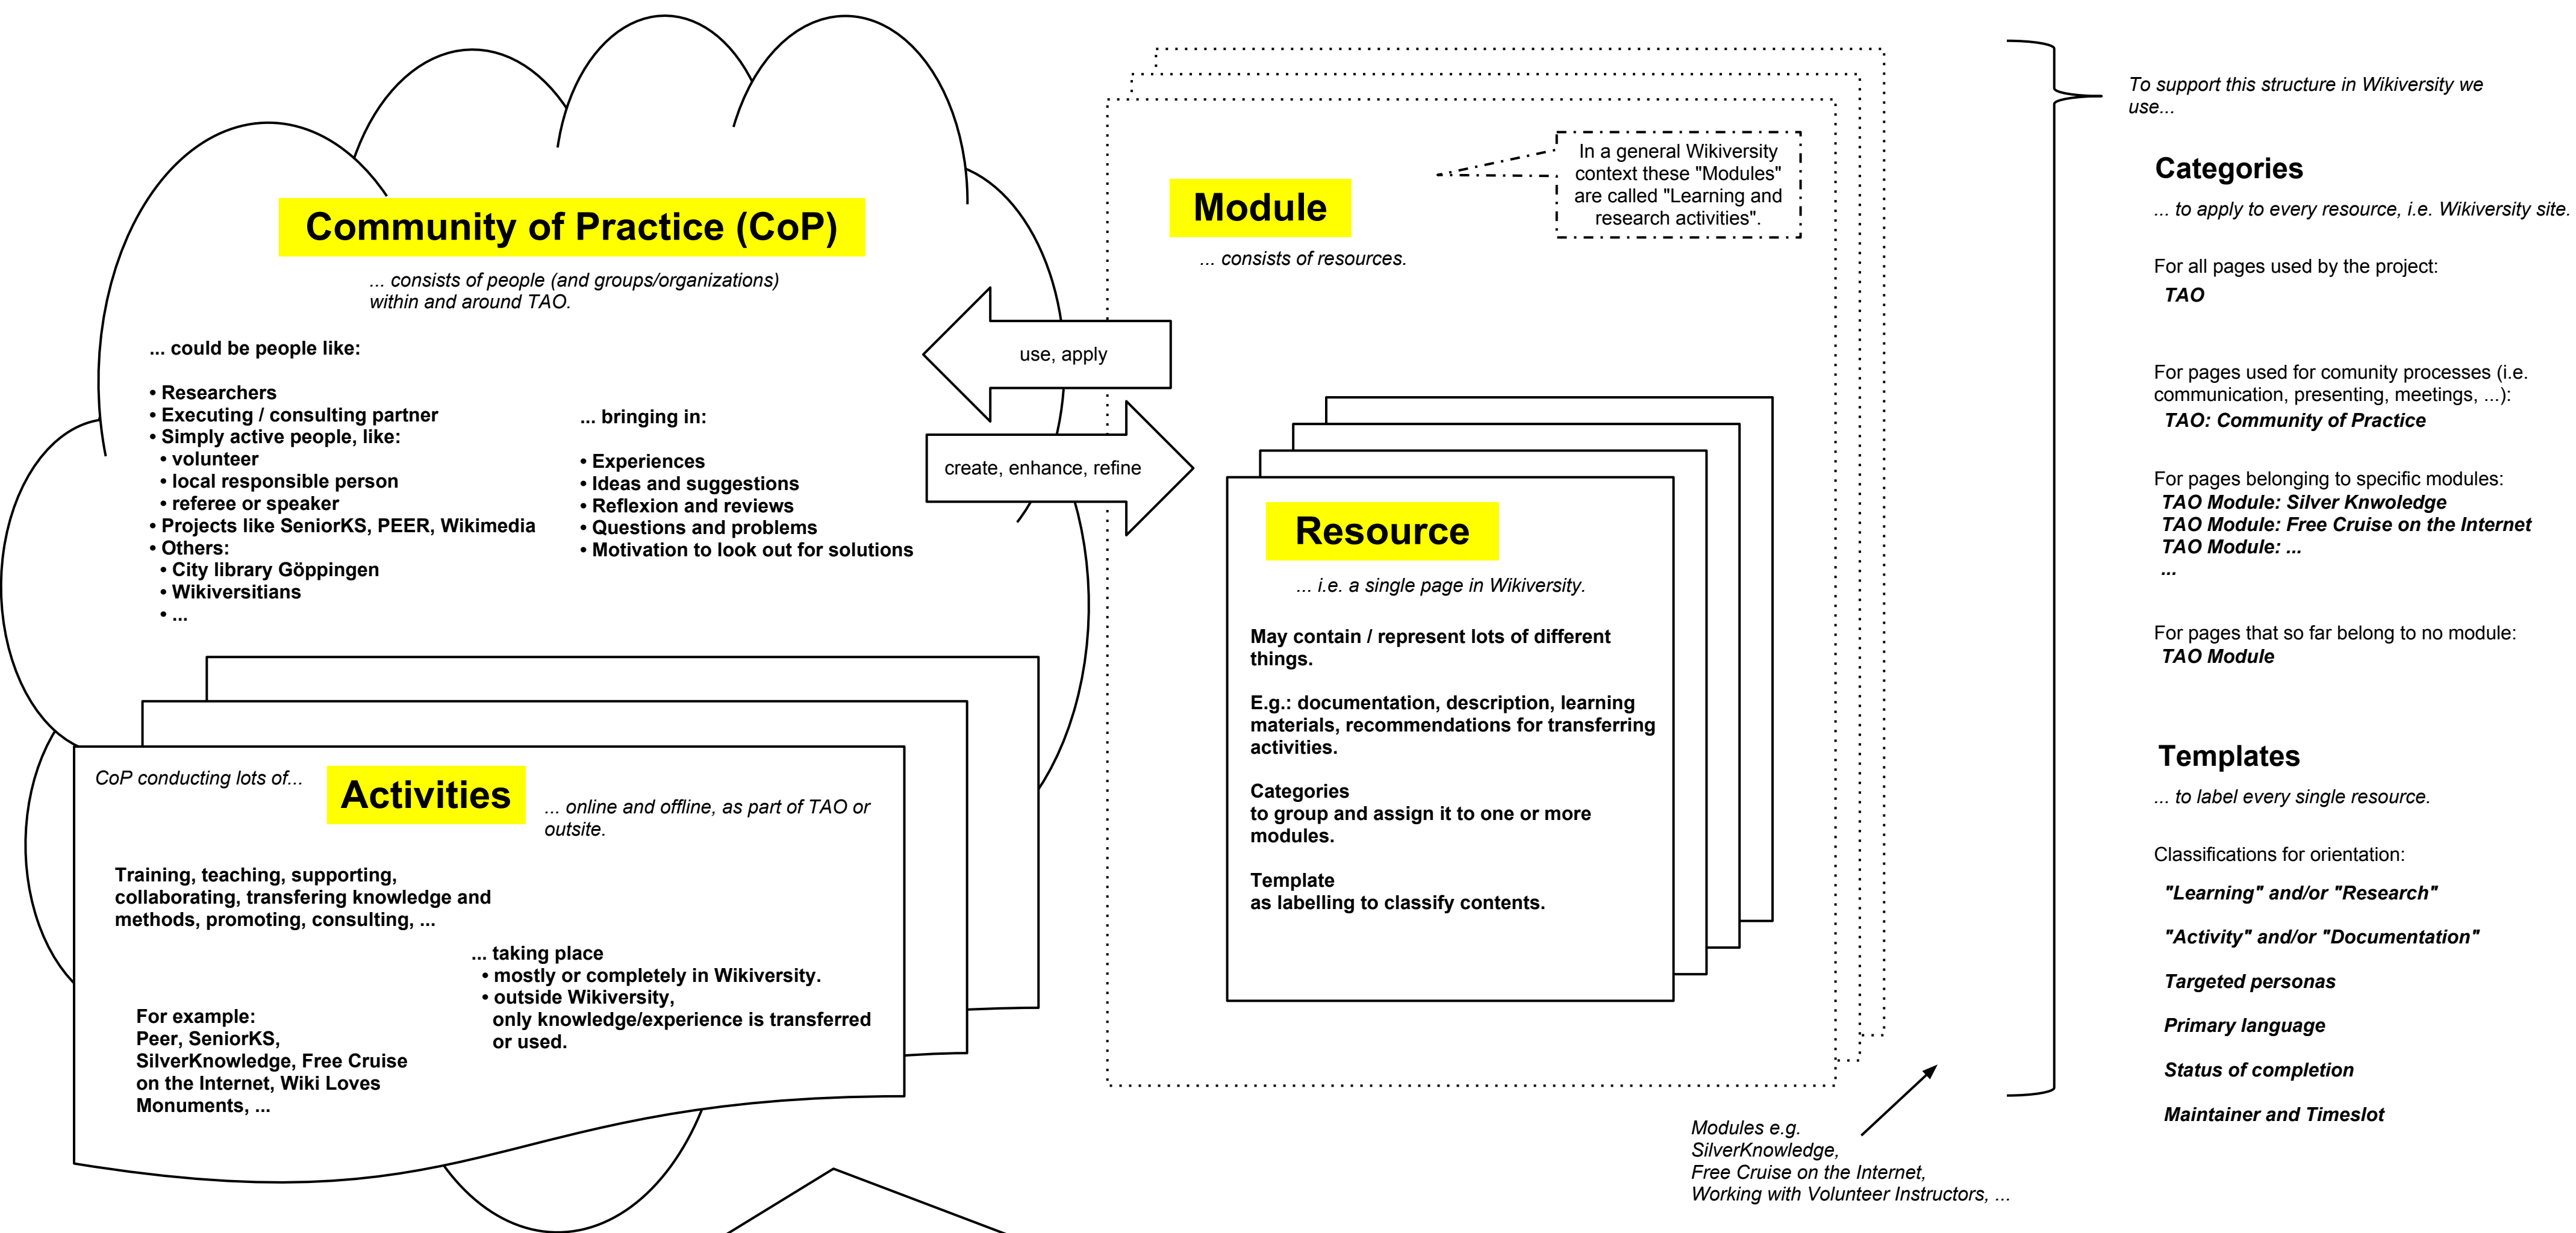 Community of Practice (CoP)
... consists of people (and groups/organizations)
within and around TAO.
... could be people like:
• Researchers
• Executing / consulting partner
• Simply active people, like:
• volunteer
• local responsible person
• referee or speaker
• Projects like SeniorKS, PEER, Wikimedia
• Others:
• City library Göppingen
• Wikiversitians
• ...
... bringing in:
• Experiences
• Ideas and suggestions
• Reflexion and reviews
• Questions and problems
• Motivation to look out for solutions
CoP conducting lots of...
Activities
... online and offline, as part of TAO or
outsite.
Training, teaching, supporting,
collaborating, transfering knowledge and
methods, promoting, consulting, ...
... taking place
• mostly or completely in Wikiversity.
• outside Wikiversity,
only knowledge/experience is transferred
or used.
For example:
Peer, SeniorKS,
SilverKnowledge, Free Cruise
on the Internet, Wiki Loves
Monuments, ...
use, apply
create, enhance, refine
Module
... consists of resources.
In a general Wikiversity
context these "Modules"
are called "Learning and
research activities".
Resource
... i.e. a single page in Wikiversity.
May contain / represent lots of different
things.
E.g.: documentation, description, learning
materials, recommendations for transferring
activities.
Categories
to group and assign it to one or more
modules.
Template
as labelling to classify contents.
Modules e.g.
SilverKnowledge,
Free Cruise on the Internet,
Working with Volunteer Instructors, ...
To support this structure in Wikiversity we
use...
Categories
... to apply to every resource, i.e. Wikiversity site.
For all pages used by the project:
TAO
For pages used for comunity processes (i.e.
communication, presenting, meetings, ...):
TAO: Community of Practice
For pages belonging to specific modules:
TAO Module: Silver Knwoledge
TAO Module: Free Cruise on the Internet
TAO Module: ...
...
For pages that so far belong to no module:
TAO Module
Templates
... to label every single resource.
Classifications for orientation:
"Learning" and/or "Research"
"Activity" and/or "Documentation"
Targeted personas
Primary language
Status of completion
Maintainer and Timeslot